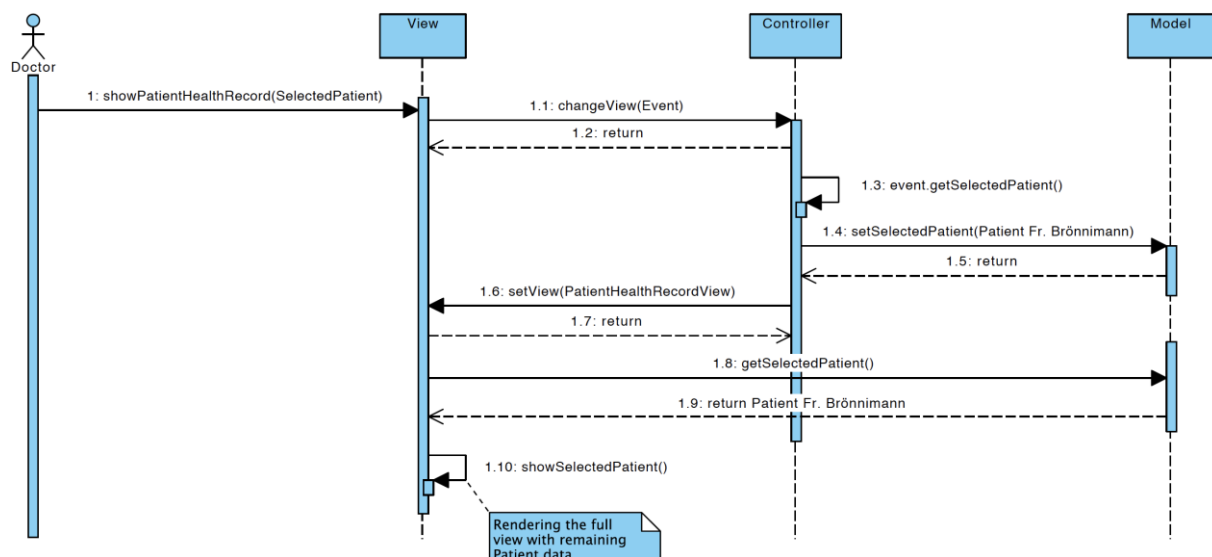 View
Controller
Model
Doctor
1: showPatientHealthRecord(SelectedPatient)
1.1: changeView(Event)
1.2: return
1.3: event.getSelectedPatient()
1.4: setSelectedPatient(Patient Fr. Brönnimann)
1.5: return
1.6: setView(PatientHealthRecordView)
1.7: return
1.8: getSelectedPatient()
1.9: return Patient Fr. Brönnimann
1.10: showSelectedPatient()
Rendering the full
view with remaining
Patient data